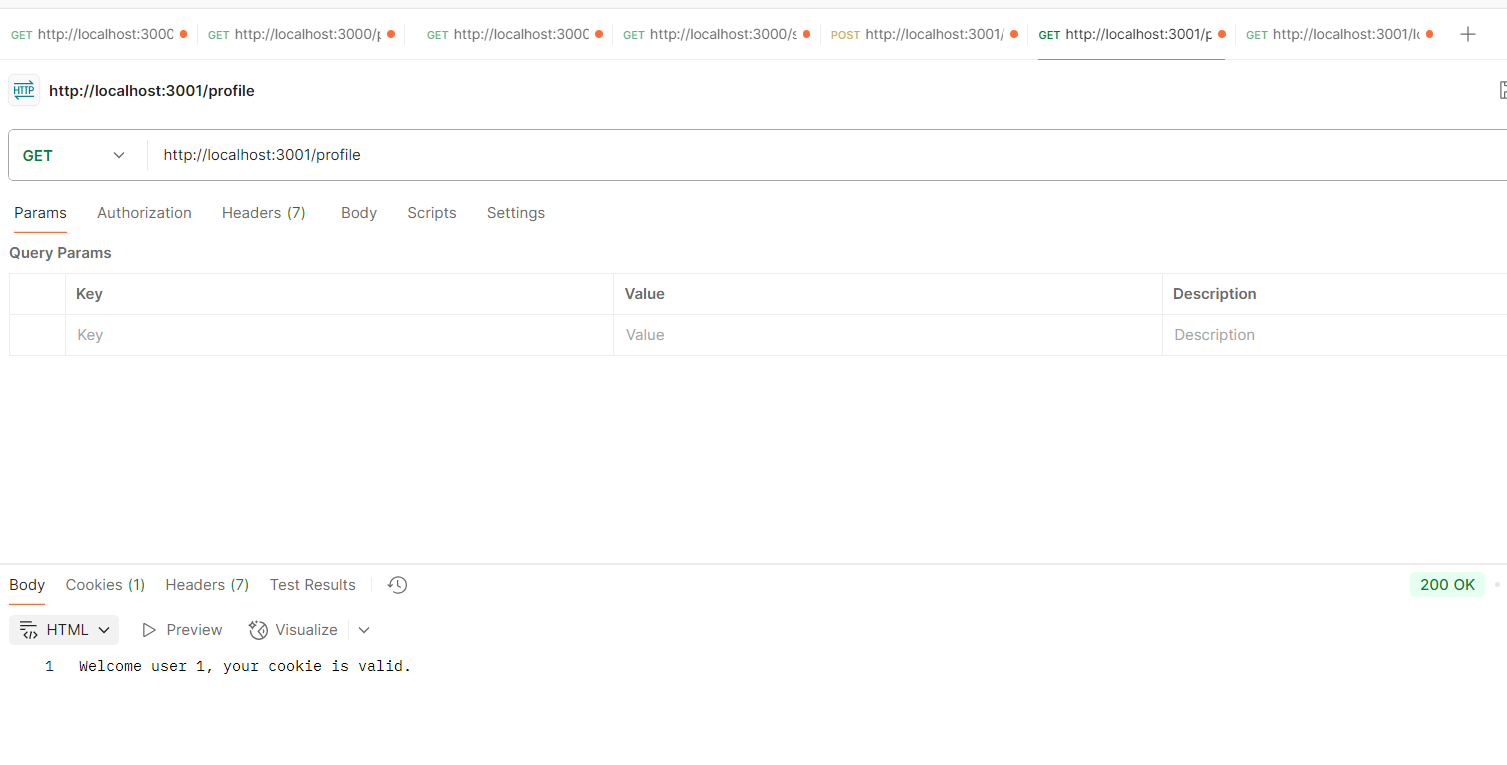 GET http://localhost:3000 GET http://localhost:3000/p GET http://localhost:3000 GET http://localhost:3000/s POST http://localhost:3001/ GET http://localhost:3001/p GET http://localhost:3001/lo
HTTP http://localhost:3001/profile
GET http://localhost:3001/profile
Params Authorization Headers (7) Body Scripts Settings
Query Params
Key Value Description
Key Value Description
Body Cookies (1) Headers (7) Test Results 200 OK
HTML Preview Visualize
1 Welcome user 1, your cookie is valid.